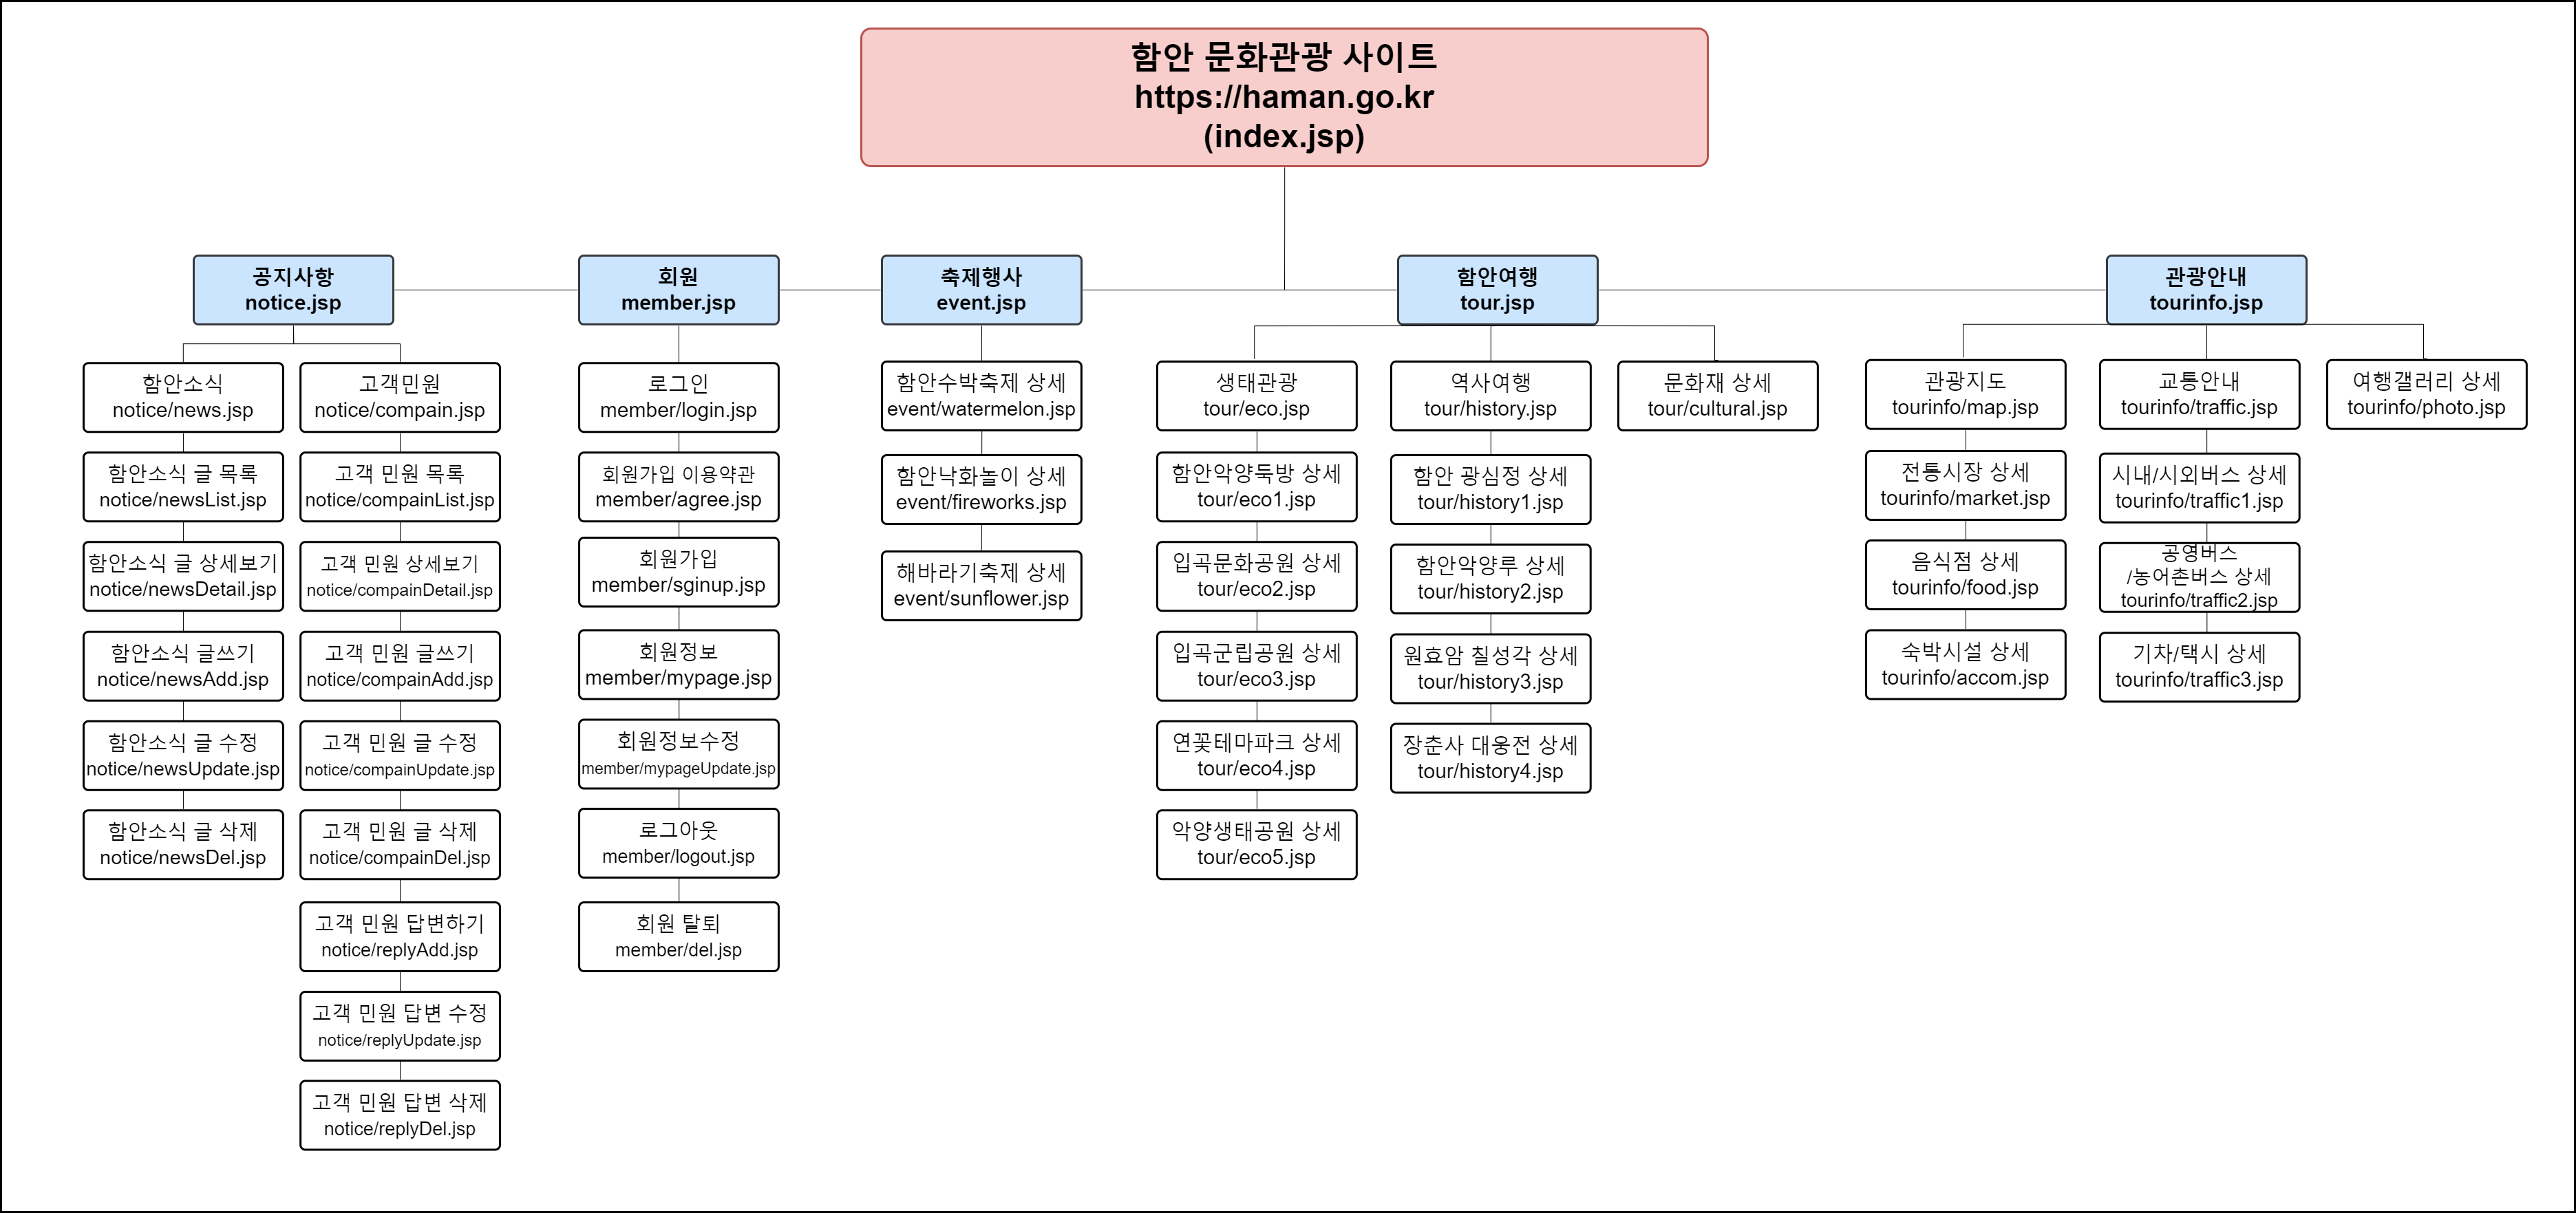 함안 문화관광 사이트
https://haman.go.kr
(index.jsp)
공지사항
notice.jsp
회원
member.jsp
축제행사
event.jsp
함안여행
tour.jsp
관광안내
tourinfo.jsp
함안소식
notice/news.jsp
함안소식 글 목록
notice/newsList.jsp
함안소식 글 상세보기
notice/newsDetail.jsp
함안소식 글쓰기
notice/newsAdd.jsp
함안소식 글 수정
notice/newsUpdate.jsp
함안소식 글 삭제
notice/newsDel.jsp
고객민원
notice/compain.jsp
고객 민원 목록
notice/compainList.jsp
고객 민원 상세보기
notice/compainDetail.jsp
고객 민원 글쓰기
notice/compainAdd.jsp
고객 민원 글 수정
notice/compainUpdate.jsp
고객 민원 글 삭제
notice/compainDel.jsp
고객 민원 답변하기
notice/replyAdd.jsp
고객 민원 답변 수정
notice/replyUpdate.jsp
고객 민원 답변 삭제
notice/replyDel.jsp
로그인
member/login.jsp
회원가입 이용약관
member/agree.jsp
회원가입
member/sginup.jsp
회원정보
member/mypage.jsp
회원정보수정
member/mypageUpdate.jsp
로그아웃
member/logout.jsp
회원 탈퇴
member/del.jsp
함안수박축제 상세
event/watermelon.jsp
함안낙화놀이 상세
event/fireworks.jsp
해바라기축제 상세
event/sunflower.jsp
생태관광
tour/eco.jsp
함안악양둑방 상세
tour/eco1.jsp
입곡문화공원 상세
tour/eco2.jsp
입곡군립공원 상세
tour/eco3.jsp
연꽃테마파크 상세
tour/eco4.jsp
악양생태공원 상세
tour/eco5.jsp
역사여행
tour/history.jsp
함안 광심정 상세
tour/history1.jsp
함안악양루 상세
tour/history2.jsp
원효암 칠성각 상세
tour/history3.jsp
장춘사 대웅전 상세
tour/history4.jsp
문화재 상세
tour/cultural.jsp
관광지도
tourinfo/map.jsp
전통시장 상세
tourinfo/market.jsp
음식점 상세
tourinfo/food.jsp
숙박시설 상세
tourinfo/accom.jsp
교통안내
tourinfo/traffic.jsp
시내/시외버스 상세
tourinfo/traffic1.jsp
공영버스
/농어촌버스 상세
tourinfo/traffic2.jsp
기차/택시 상세
tourinfo/traffic3.jsp
여행갤러리 상세
tourinfo/photo.jsp